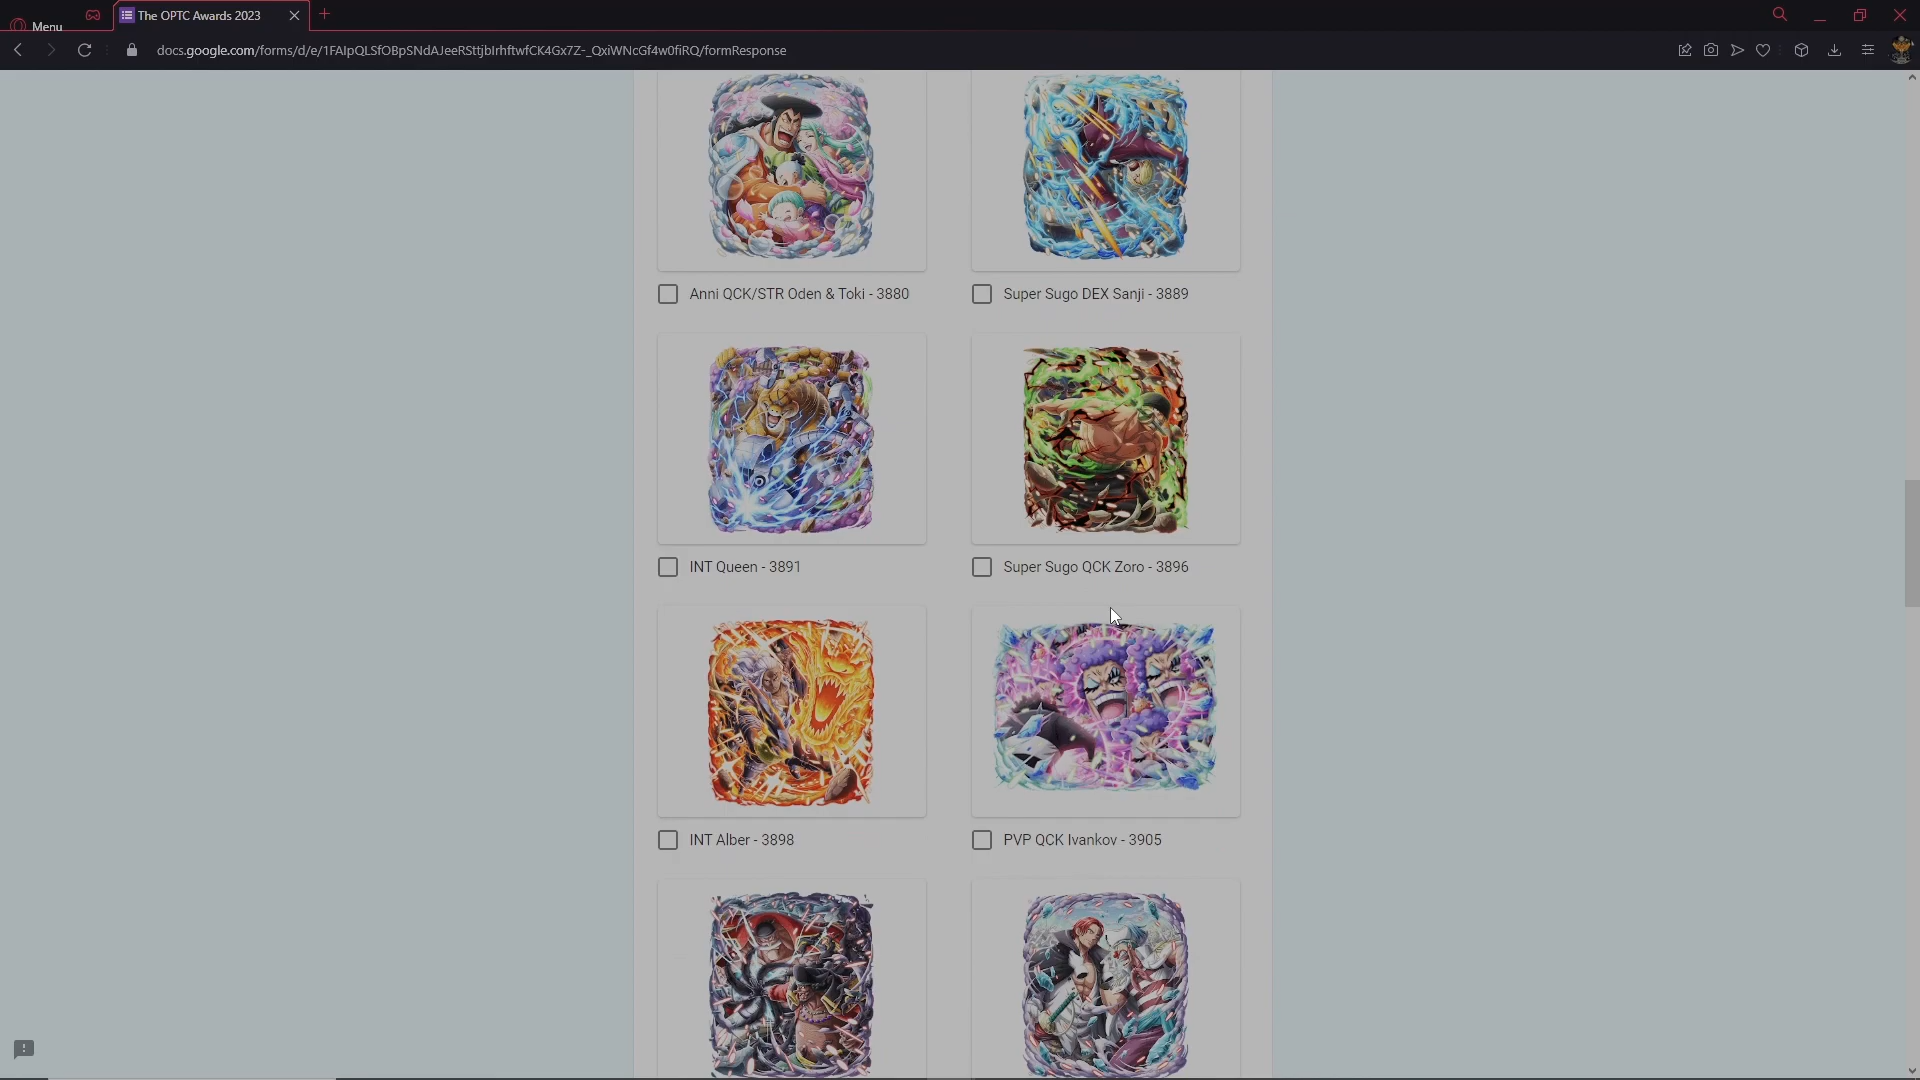 Menu
The OPTC Awards 2023
docs.google.com/forms/d/e/1FAIpQLSfOBpSNdAJeeRSttjbIrhftwfCK4Gx7Z-_QxiWNcGf4w0fiRQ/formResponse
Anni QCK/STR Oden & Toki - 3880
Super Sugo DEX Sanji - 3889
INT Queen - 3891
Super Sugo QCK Zoro - 3896
INT Alber - 3898
PVP QCK Ivankov - 3905